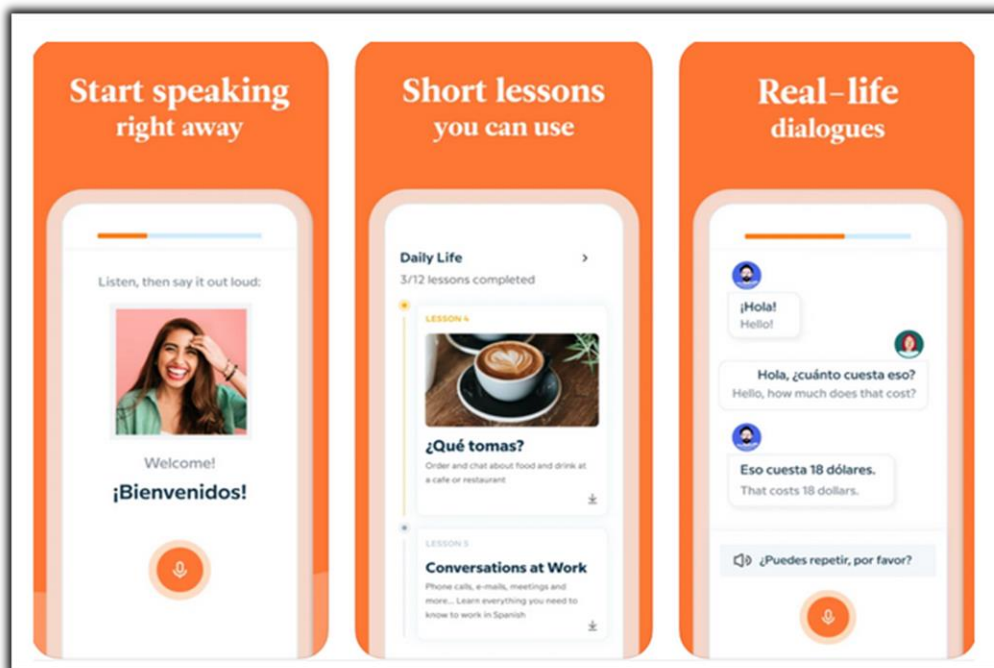 Start speaking
right away
Listen, then say it out loud:
Welcome!
¡Bienvenidos!
Short lessons
you can use
Daily Life
3/12 lessons completed
LESSON 4
¿Qué tomas?
Order and chat about food and drink at
a cafe or restaurant
LESSON 5
Conversations at Work
Phone calls, e-mails, meetings and
more... Learn everything you need to
know to work in Spanish
Real-life
dialogues
¡Hola!
Hello!
Hola, ¿cuánto cuesta eso?
Hello, how much does that cost?
Eso cuesta 18 dólares.
That costs 18 dollars.
¿Puedes repetir, por favor?